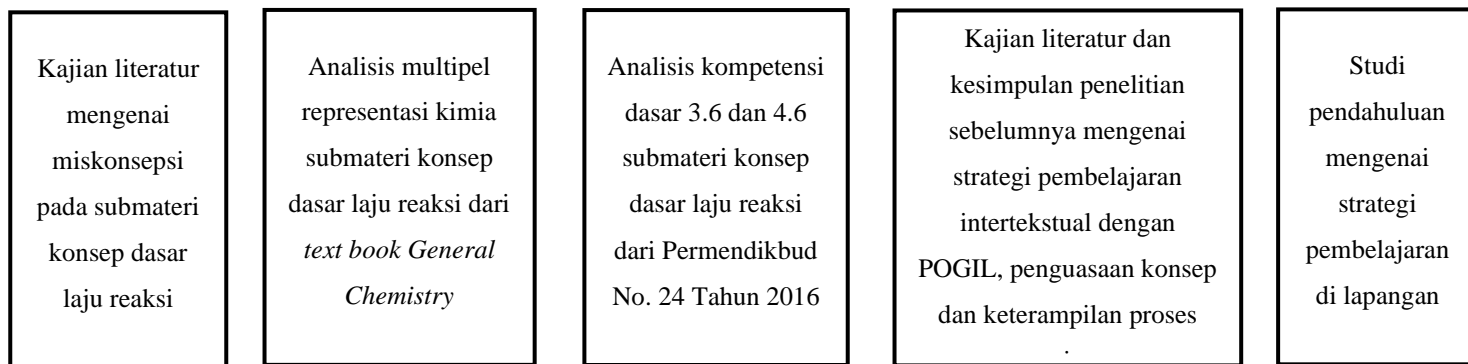 Kajian literatur
mengenai
miskonsepsi
pada submateri
konsep dasar
laju reaksi
Analisis multipel
representasi kimia
submateri konsep
dasar laju reaksi dari
text book General
Chemistry
Analisis kompetensi
dasar 3.6 dan 4.6
submateri konsep
dasar laju reaksi
dari Permendikbud
No. 24 Tahun 2016
Kajian literatur dan
kesimpulan penelitian
sebelumnya mengenai
strategi pembelajaran
intertekstual dengan
POGIL, penguasaan konsep
dan keterampilan proses
.
Studi
pendahuluan
mengenai
strategi
pembelajaran
di lapangan